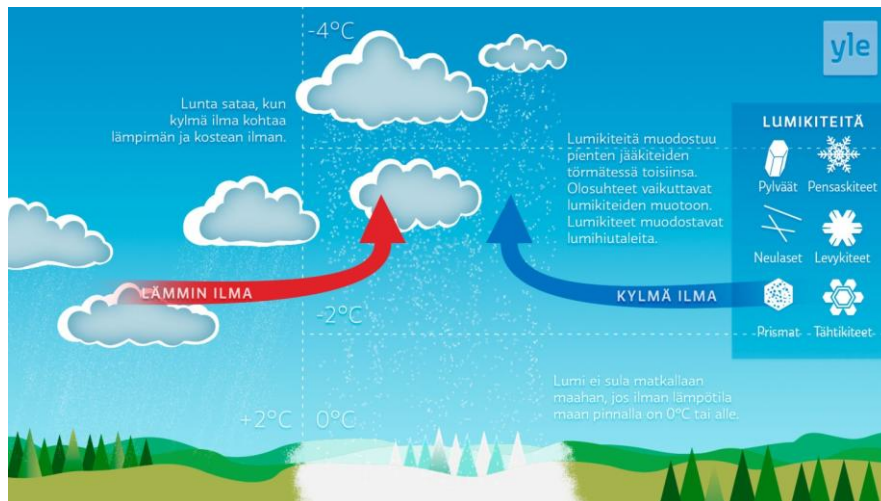 -4°C
yle
Lunta sataa, kun
kylmä ilma kohtaa
lämpimän ja kostean ilman.
Lumikiteitä muodostuu
pienten jääkiteiden
törmätessä toisiinsa.
Olosuhteet vaikuttavat
lumikiteiden muotoon.
Lumikiteet muodostavat
lumihiutaleita.
LUMIKITEITÄ
Pylväät Pensaskiteet
Neulaset Levykiteet
Prismat Tähtikiteet
LÄMMIN ILMA
KYLMÄ ILMA
-2°C
Lumi ei sula matkallaan
maahan, jos ilman lämpötila
maan pinnalla on 0°C tai alle.
+2°C 0°C